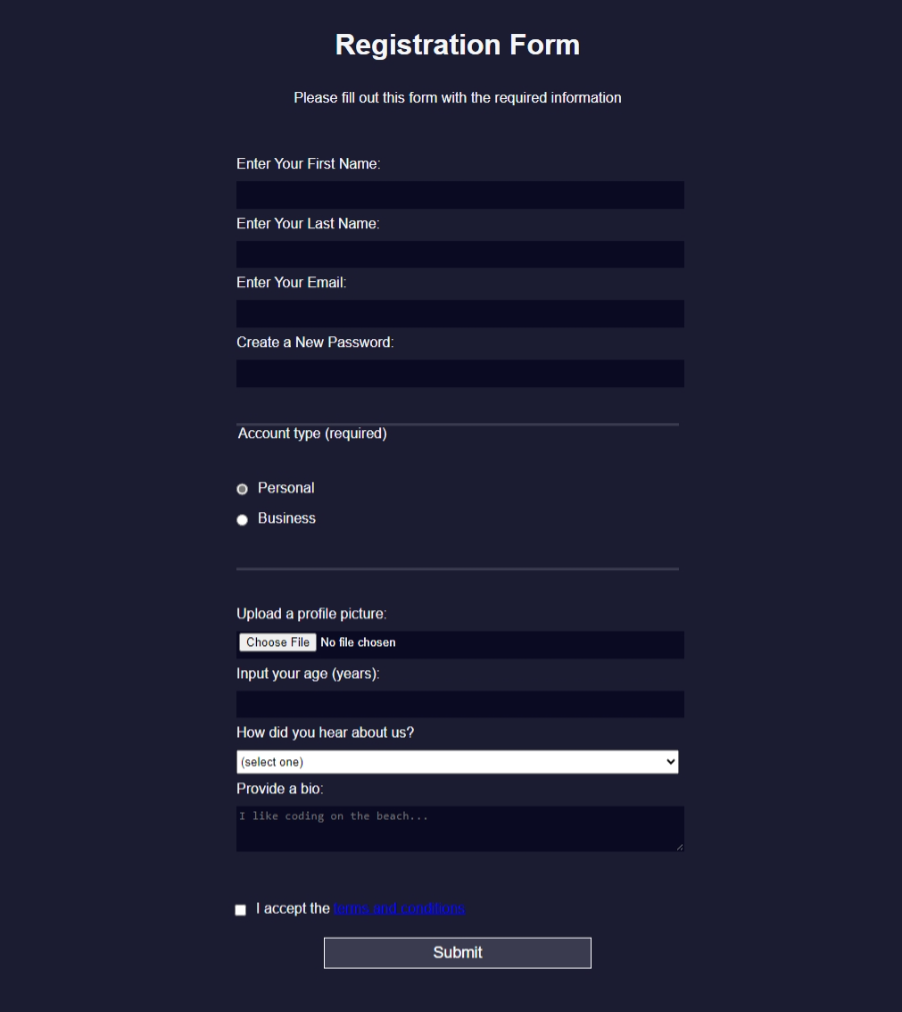 Registration Form
Please fill out this form with the required information
Enter Your First Name:
Enter Your Last Name:
Enter Your Email:
Create a New Password:
Account type (required)
Personal
Business
Upload a profile picture:
Choose File No file chosen
Input your age (years):
How did you hear about us?
(select one)
Provide a bio:
I like coding on the beach...
I accept the terms and conditions
Submit